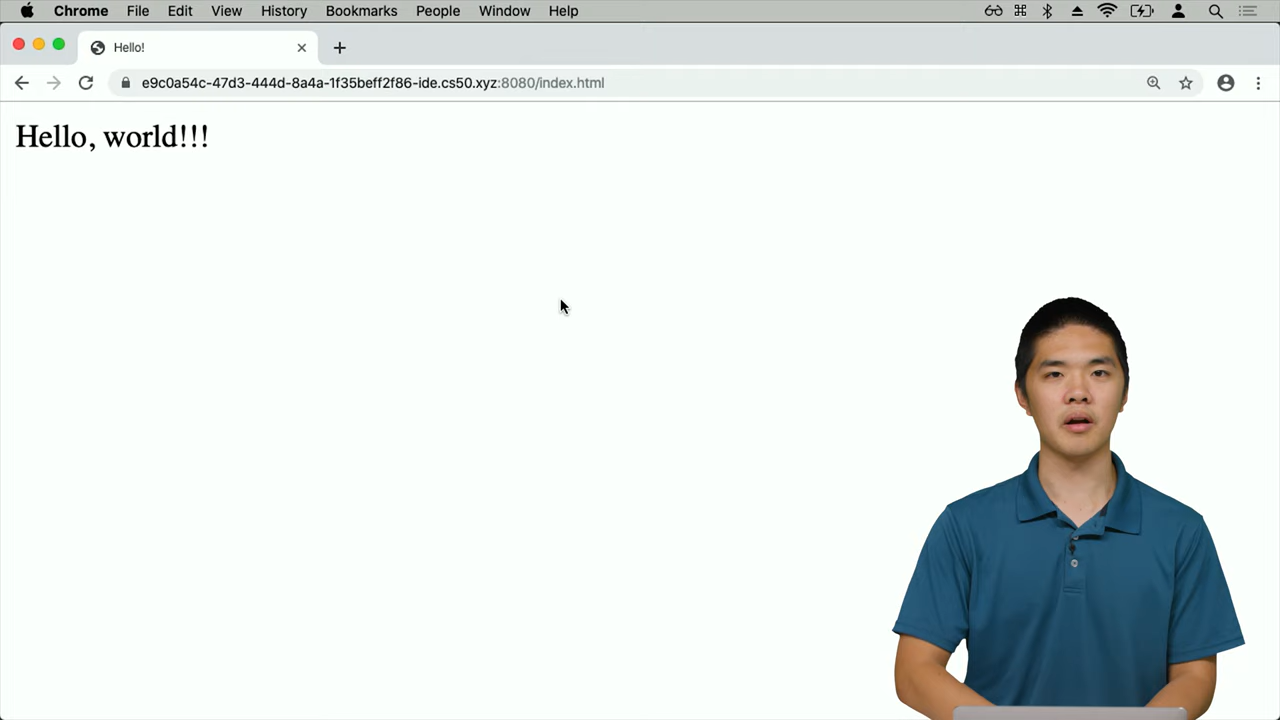 Chrome File Edit View History Bookmarks People Window Help
Hello!
e9c0a54c-47d3-444d-8a4a-1f35beff2f86-ide.cs50.xyz:8080/index.html
Hello, world!!!